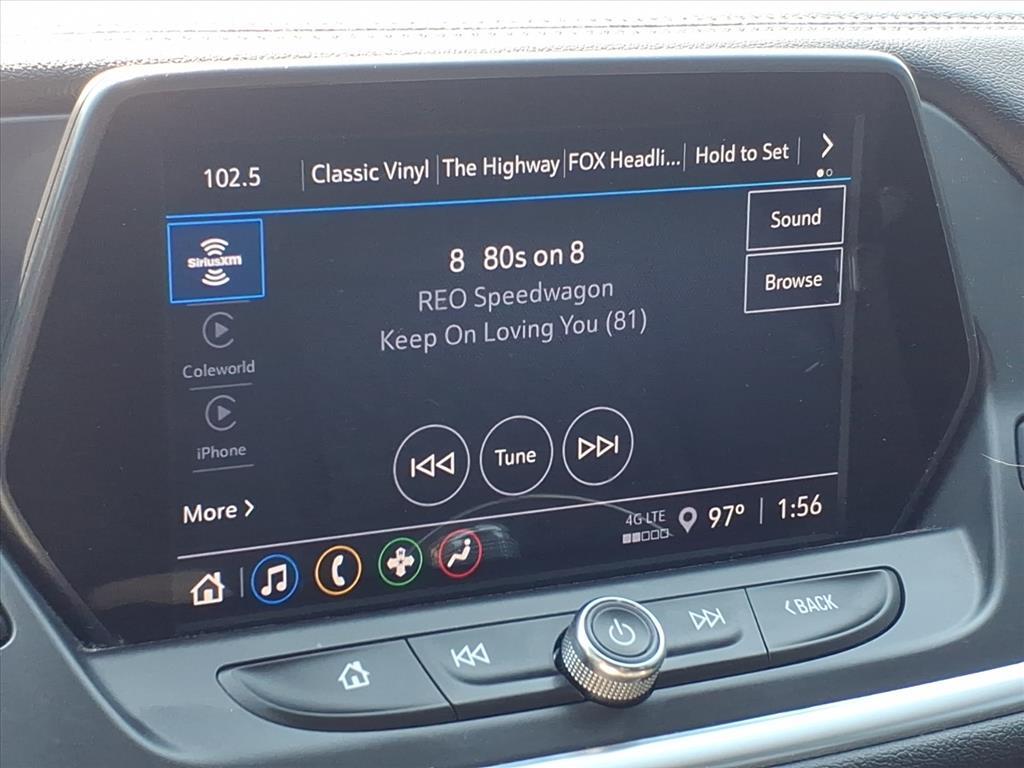 102.5 Classic Vinyl The Highway FOX Headli... Hold to Set
SiriusXM
8 80s on 8
REO Speedwagon
Keep On Loving You (81)
Sound
Browse
Coleworld
iPhone
More
Tune
4G LTE 97° 1:56
BACK